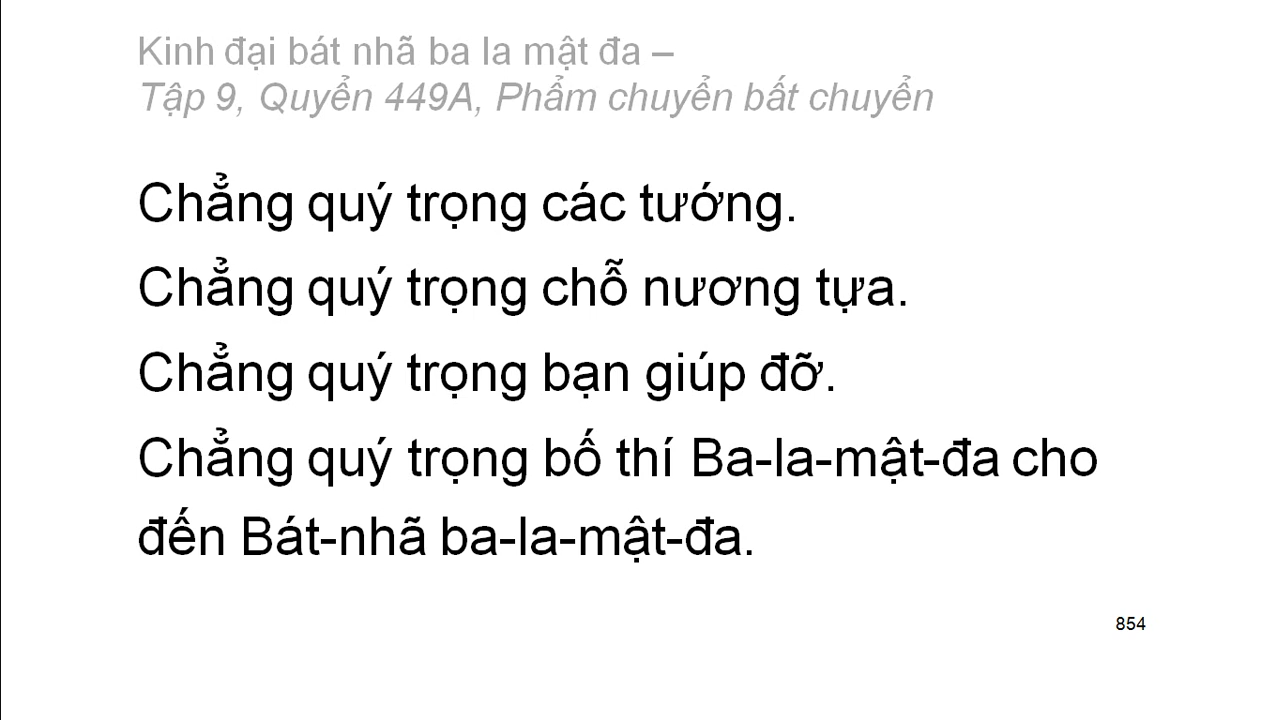 Kinh đại bát nhã ba la mật đa –
Tập 9, Quyển 449A, Phẩm chuyển bất chuyển
Chẳng quý trọng các tướng.
Chẳng quý trọng chỗ nương tựa.
Chẳng quý trọng bạn giúp đỡ.
Chẳng quý trọng bố thí Ba-la-mật-đa cho
đến Bát-nhã ba-la-mật-đa.
854